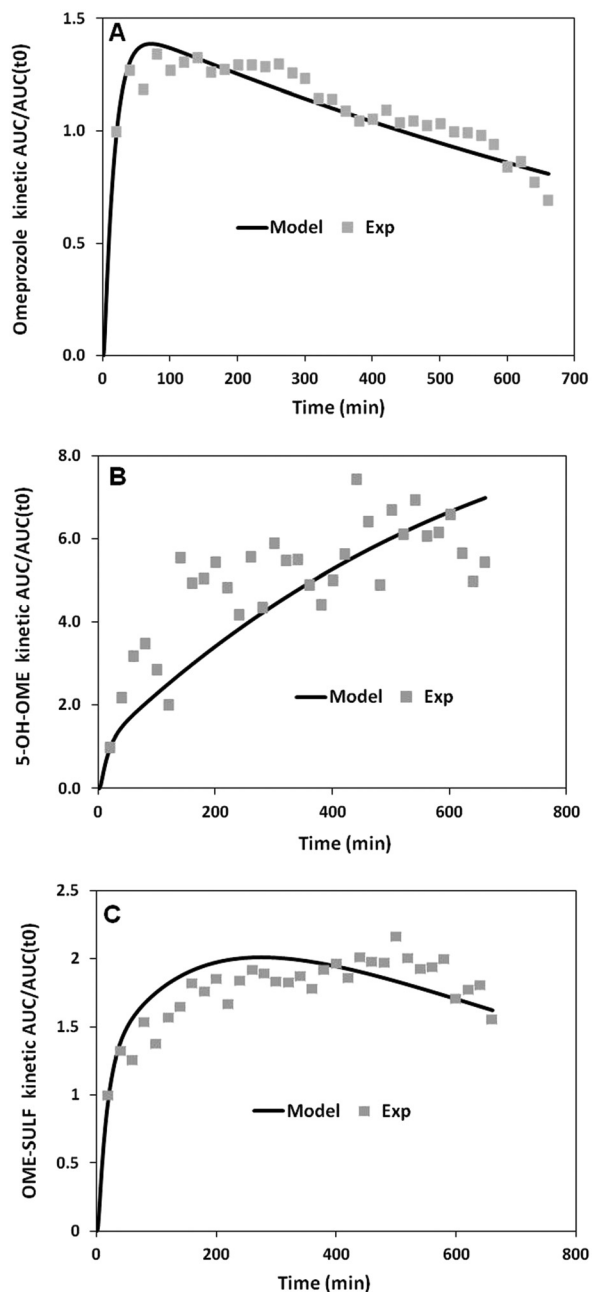 A
1.5
1.0
0.5
0.0
Omeprozole kinetic AUC/AUC(t0)
Model Exp
0 100 200 300 400 500 600 700
Time (min)
B
8.0
6.0
4.0
2.0
0.0
5-OH-OME kinetic AUC/AUC(t0)
Model Exp
0 200 400 600 800
Time (min)
C
2.5
2
1.5
1
0.5
0
OME-SULF kinetic AUC/AUC(t0)
Model Exp
0 200 400 600 800
Time (min)